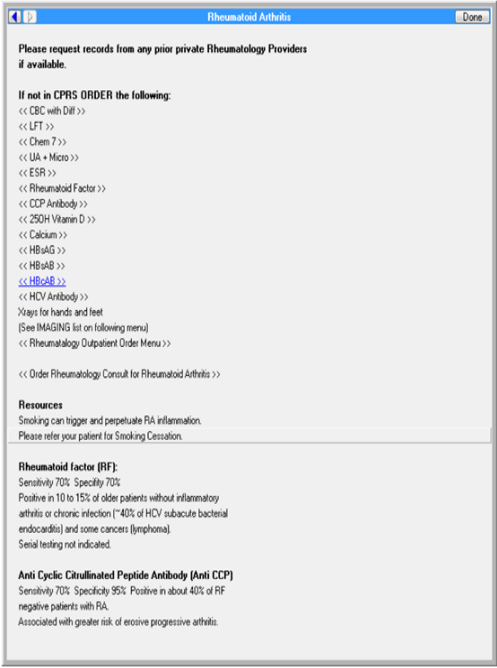 Rheumatoid Arthritis
Done
Please request records from any prior private Rheumatology Providers
if available.
If not in CPRS ORDER the following:
<< CBC with Diff >>
<< LFT >>
<< Chem 7 >>
<< UA + Micro >>
<< ESR >>
<< Rheumatoid Factor >>
<< CCP Antibody >>
<< 25OH Vitamin D >>
<< Calcium >>
<< HBsAG >>
<< HBsAB >>
<< HBcAB >>
<< HCV Antibody >>
Xrays for hands and feet
(See IMAGING list on following menu)
<< Rheumatalogy Outpatient Order Menu >>
<< Order Rheumatology Consult for Rheumatoid Arthritis >>
Resources
Smoking can trigger and perpetuate RA inflammation.
Please refer your patient for Smoking Cessation.
Rheumatoid factor (RF):
Sensitivity 70% Specifity 70%
Positive in 10 to 15% of older patients without inflammatory
arthritis or chronic infection (~40% of HCV subacute bacterial
endocarditis) and some cancers (lymphoma).
Serial testing not indicated.
Anti Cyclic Citrullinated Peptide Antibody (Anti CCP)
Sensitivity 70% Specificity 95% Positive in about 40% of RF
negative patients with RA.
Associated with greater risk of erosive progressive arthritis.